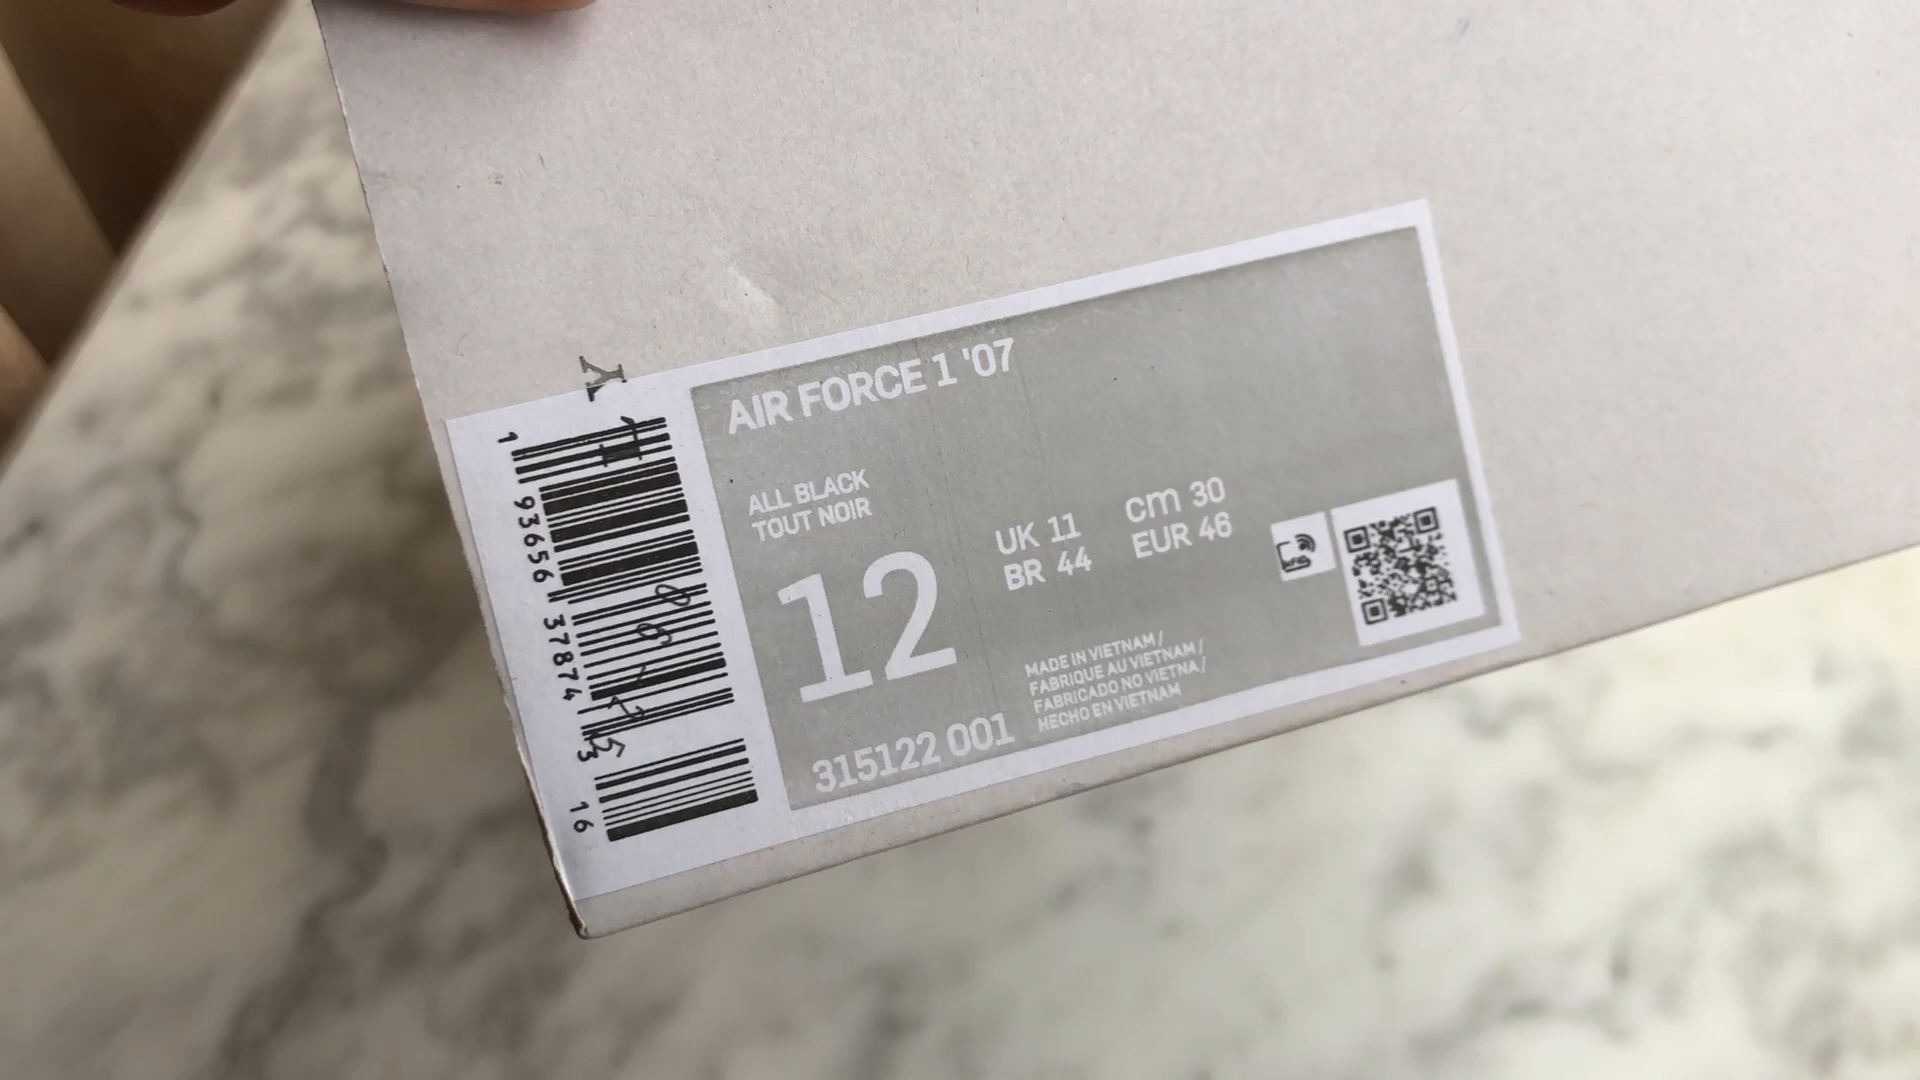 AIR FORCE 1 '07
ALL BLACK
TOUT NOIR
12
UK 11
BR 44
cm 30
EUR 46
MADE IN VIETNAM /
FABRIQUE AU VIETNAM /
FABRICADO NO VIETNA /
HECHO EN VIETNAM
315122 001
1 93656 37874 3
16
Y